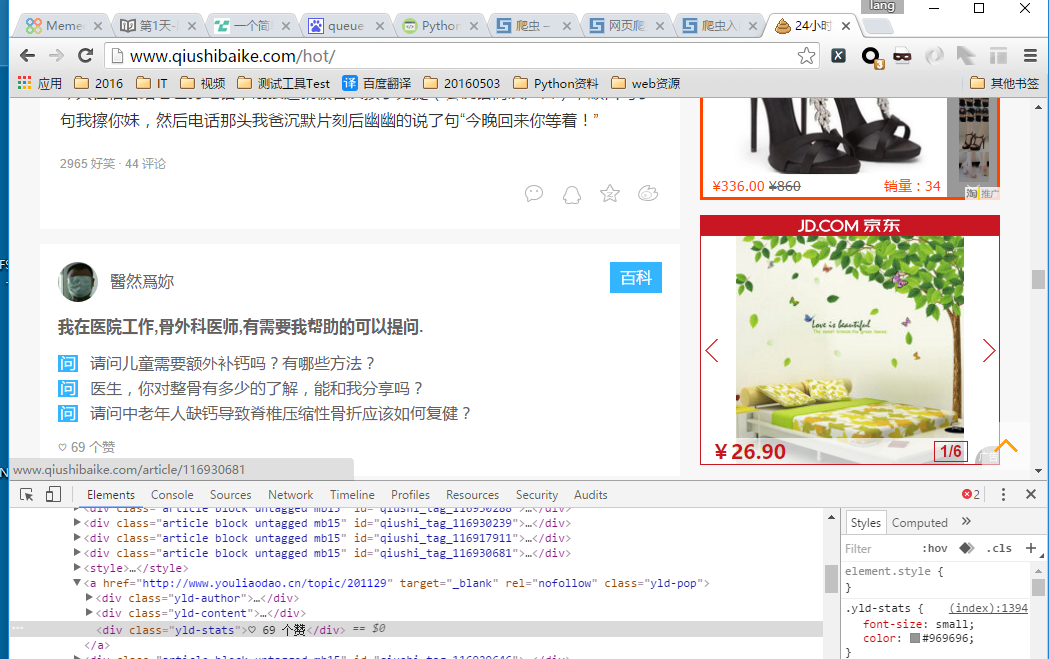 lang
Meme
第1天
一个简
queue
Python
爬虫 –
网页爬
爬虫入
24小时
www.qiushibaike.com/hot/
应用 2016 IT 视频 测试工具Test 译 百度翻译 20160503 Python资料 web资源 其他书签
句我擦你妹，然后电话那头我爸沉默片刻后幽幽的说了句“今晚回来你等着！”
2965 好笑 · 44 评论
¥336.00 ¥860 销量：34
淘 推广
JD.COM 京东
醫然爲妳
百科
我在医院工作,骨外科医师,有需要我帮助的可以提问.
问 请问儿童需要额外补钙吗？有哪些方法？
问 医生，你对整骨有多少的了解，能和我分享吗？
问 请问中老年人缺钙导致脊椎压缩性骨折应该如何复健？
♡ 69 个赞
Love is beautiful
￥26.90 1/6
广告
www.qiushibaike.com/article/116930681
Elements Console Sources Network Timeline Profiles Resources Security Audits 2
<div class="article block untagged mb15" id="qiushi_tag_116930288">…</div>
<div class="article block untagged mb15" id="qiushi_tag_116930239">…</div>
<div class="article block untagged mb15" id="qiushi_tag_116917911">…</div>
<div class="article block untagged mb15" id="qiushi_tag_116930681">…</div>
<style>…</style>
<a href="http://www.youliaodao.cn/topic/201129" target="_blank" rel="nofollow" class="yld-pop">
<div class="yld-author">…</div>
<div class="yld-content">…</div>
<div class="yld-stats">♡ 69 个赞</div> == $0
</a>
Styles Computed »
Filter :hov .cls +
element.style {
}
.yld-stats { (index):1394
font-size: small;
color: #969696;
}